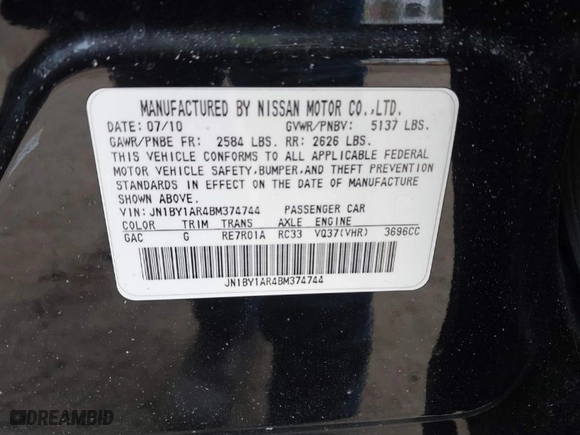 MANUFACTURED BY NISSAN MOTOR CO.,LTD.
DATE: 07/10 GVWR/PNBV: 5137 LBS.
GAWR/PNBE FR: 2584 LBS. RR: 2626 LBS.
THIS VEHICLE CONFORMS TO ALL APPLICABLE FEDERAL
MOTOR VEHICLE SAFETY,BUMPER,AND THEFT PREVENTION
STANDARDS IN EFFECT ON THE DATE OF MANUFACTURE
SHOWN ABOVE.
VIN: JN1BY1AR4BM374744 PASSENGER CAR
COLOR TRIM TRANS AXLE ENGINE
GAC G RE7R01A RC33 VQ37(VHR) 3696CC
JN1BY1AR4BM374744
DREAMBID